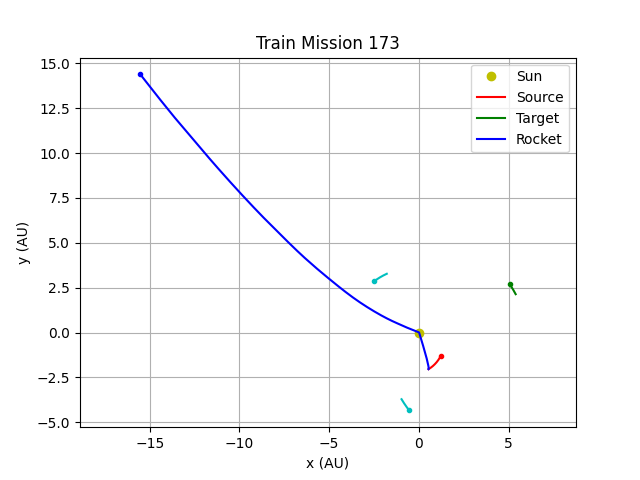 Train Mission 173
15.0
12.5
10.0
7.5
5.0
2.5
0.0
−2.5
−5.0
y (AU)
−15
−10
−5
0
5
x (AU)
Sun
Source
Target
Rocket